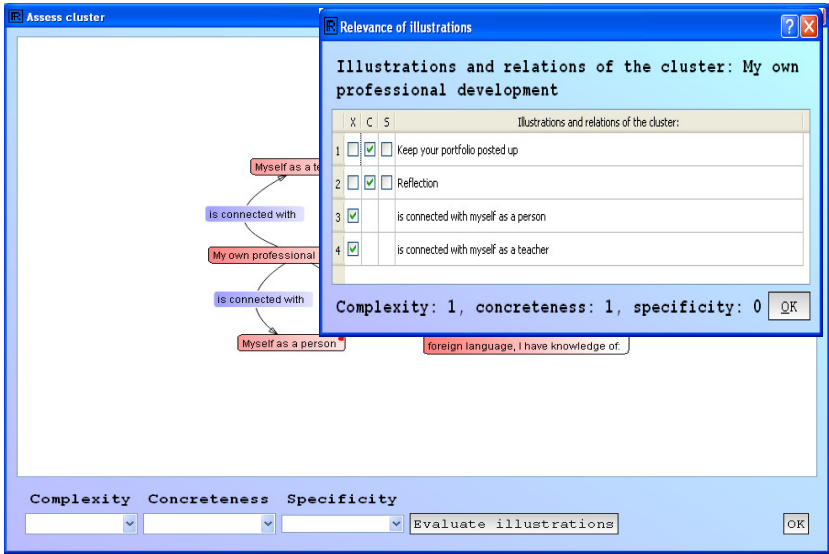 Assess cluster
Relevance of illustrations
Illustrations and relations of the cluster: My own
professional development
X C S Illustrations and relations of the cluster:
1 Keep your portfolio posted up
2 Reflection
3 is connected with myself as a person
4 is connected with myself as a teacher
Complexity: 1, concreteness: 1, specificity: 0 OK
Myself as a te
is connected with
My own professional
is connected with
Myself as a person
foreign language, I have knowledge of.
Complexity Concreteness Specificity
Evaluate illustrations
OK